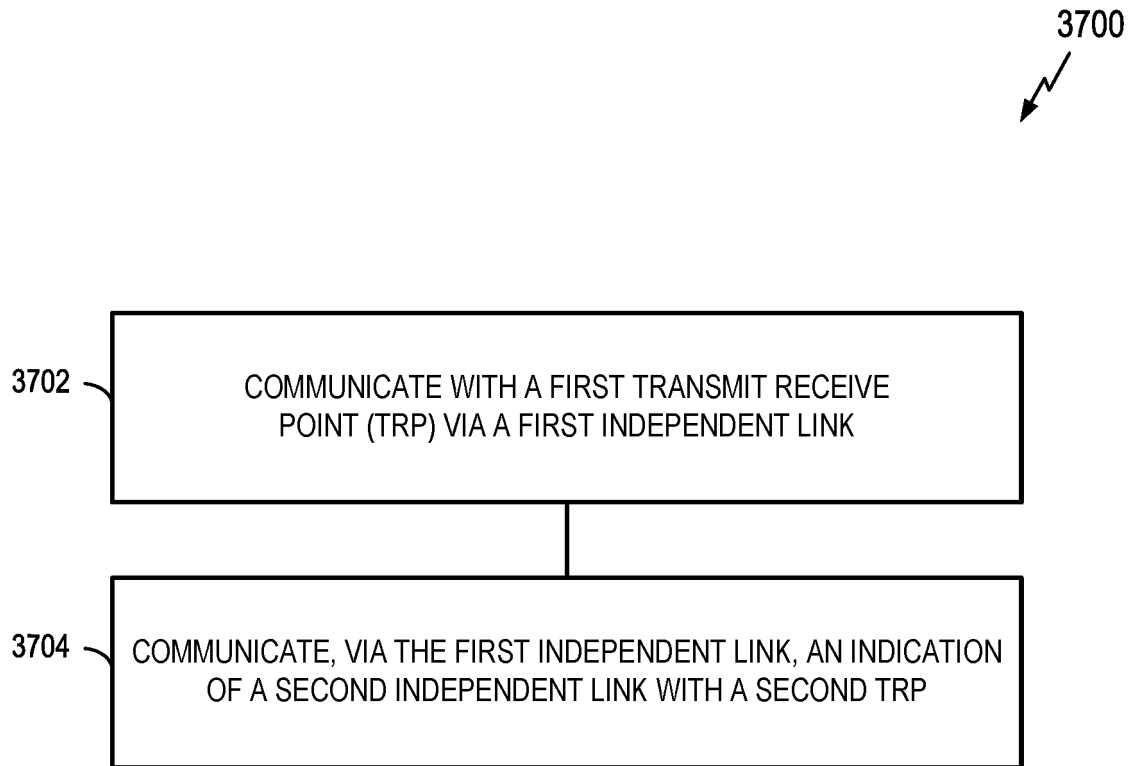 3700
3702
COMMUNICATE WITH A FIRST TRANSMIT RECEIVE
POINT (TRP) VIA A FIRST INDEPENDENT LINK
3704
COMMUNICATE, VIA THE FIRST INDEPENDENT LINK, AN INDICATION
OF A SECOND INDEPENDENT LINK WITH A SECOND TRP